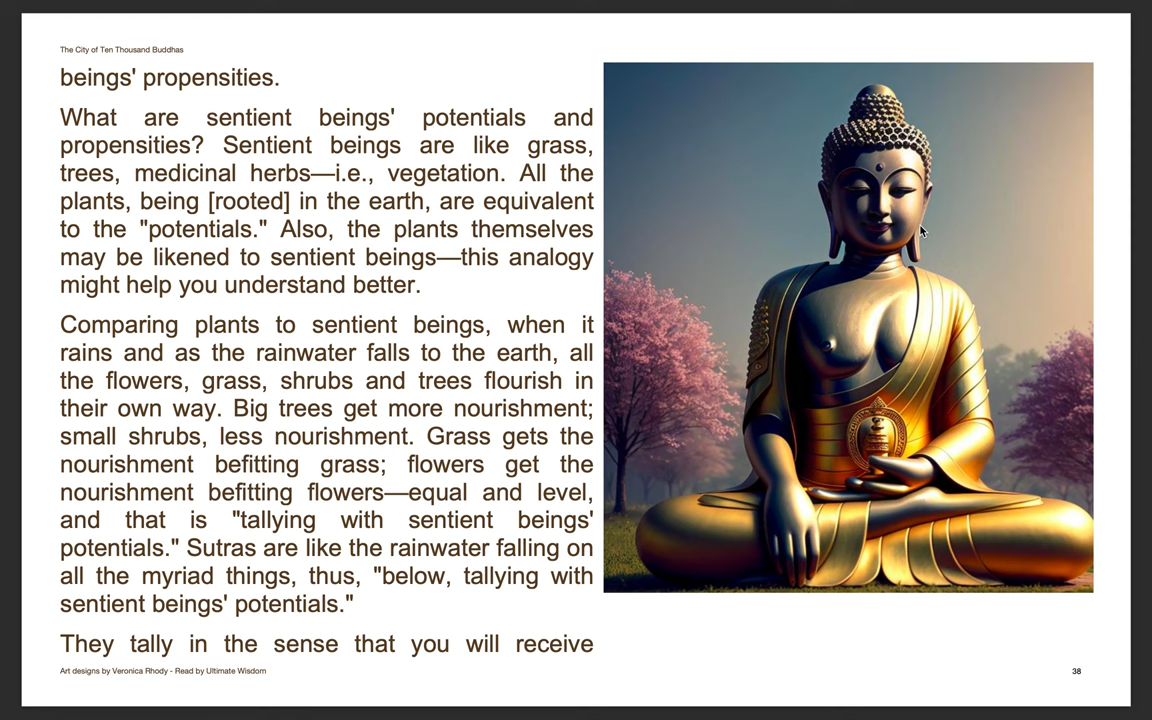 The City of Ten Thousand Buddhas
beings' propensities.
What are sentient beings' potentials and
propensities? Sentient beings are like grass,
trees, medicinal herbs—i.e., vegetation. All the
plants, being [rooted] in the earth, are equivalent
to the "potentials." Also, the plants themselves
may be likened to sentient beings—this analogy
might help you understand better.
Comparing plants to sentient beings, when it
rains and as the rainwater falls to the earth, all
the flowers, grass, shrubs and trees flourish in
their own way. Big trees get more nourishment;
small shrubs, less nourishment. Grass gets the
nourishment befitting grass; flowers get the
nourishment befitting flowers—equal and level,
and that is "tallying with sentient beings'
potentials." Sutras are like the rainwater falling on
all the myriad things, thus, "below, tallying with
sentient beings' potentials."
They tally in the sense that you will receive
Art designs by Veronica Rhody - Read by Ultimate Wisdom
38